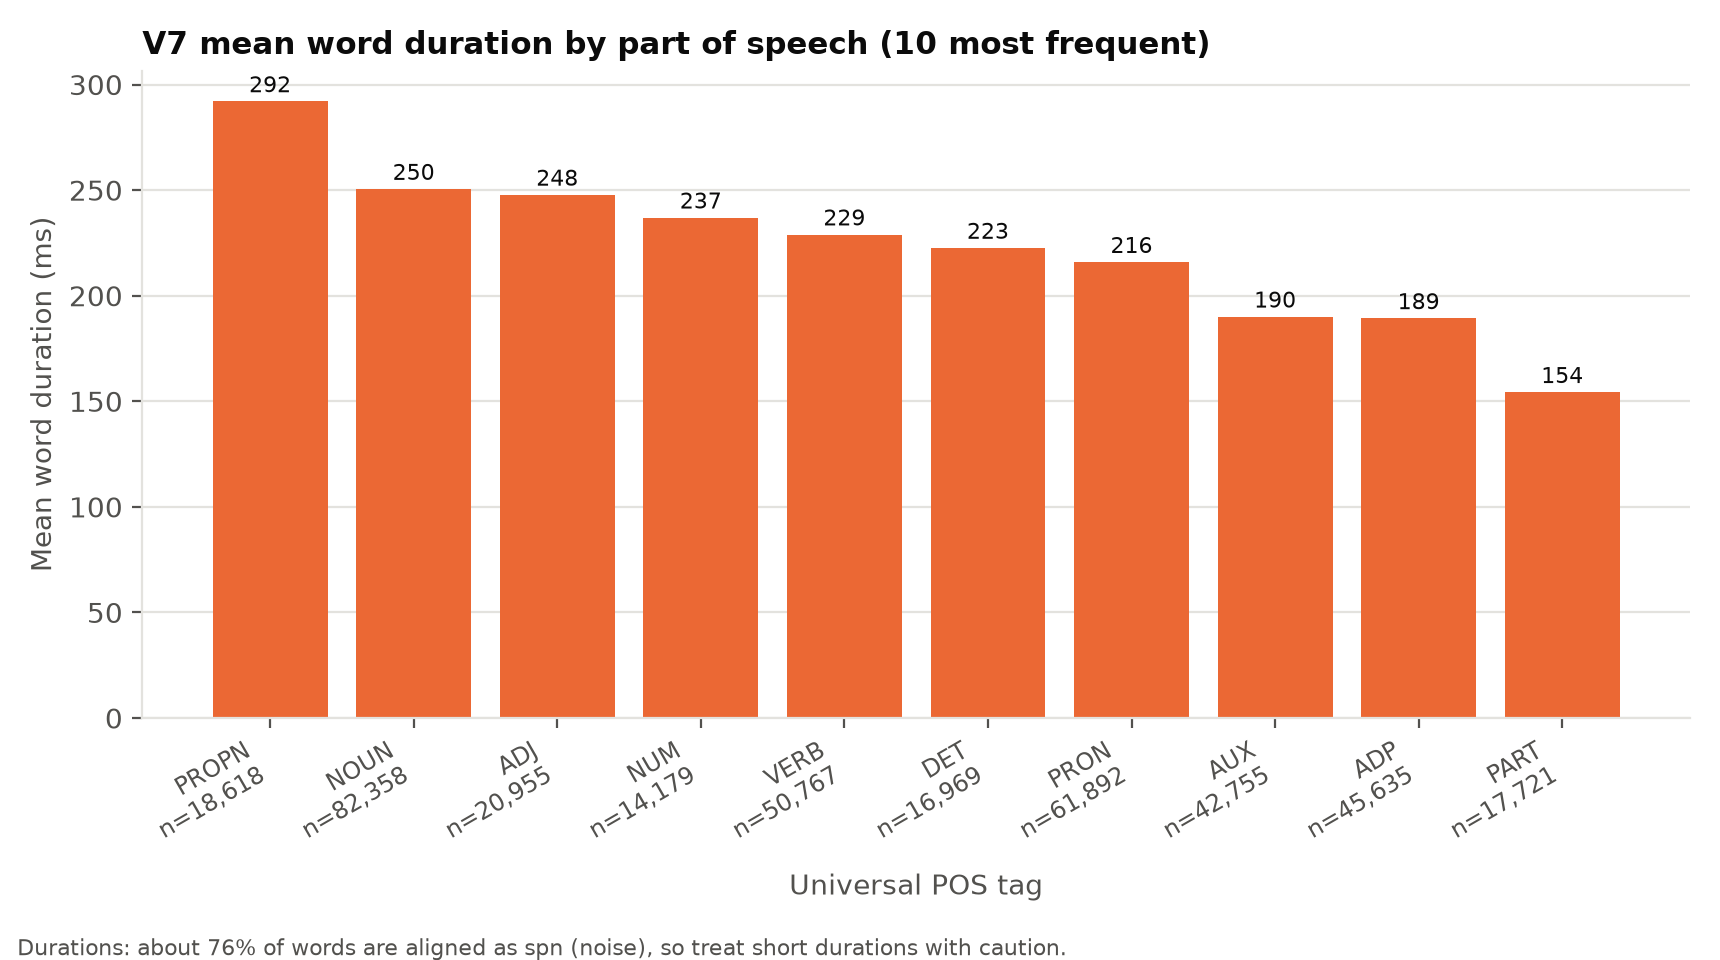 V7 mean word duration by part of speech (10 most frequent)
Mean word duration (ms)
300
250
200
150
100
50
0
292
250
248
237
229
223
216
190
189
154
PROPN
n=18,618
NOUN
n=82,358
ADJ
n=20,955
NUM
n=14,179
VERB
n=50,767
DET
n=16,969
PRON
n=61,892
AUX
n=42,755
ADP
n=45,635
PART
n=17,721
Universal POS tag
Durations: about 76% of words are aligned as spn (noise), so treat short durations with caution.